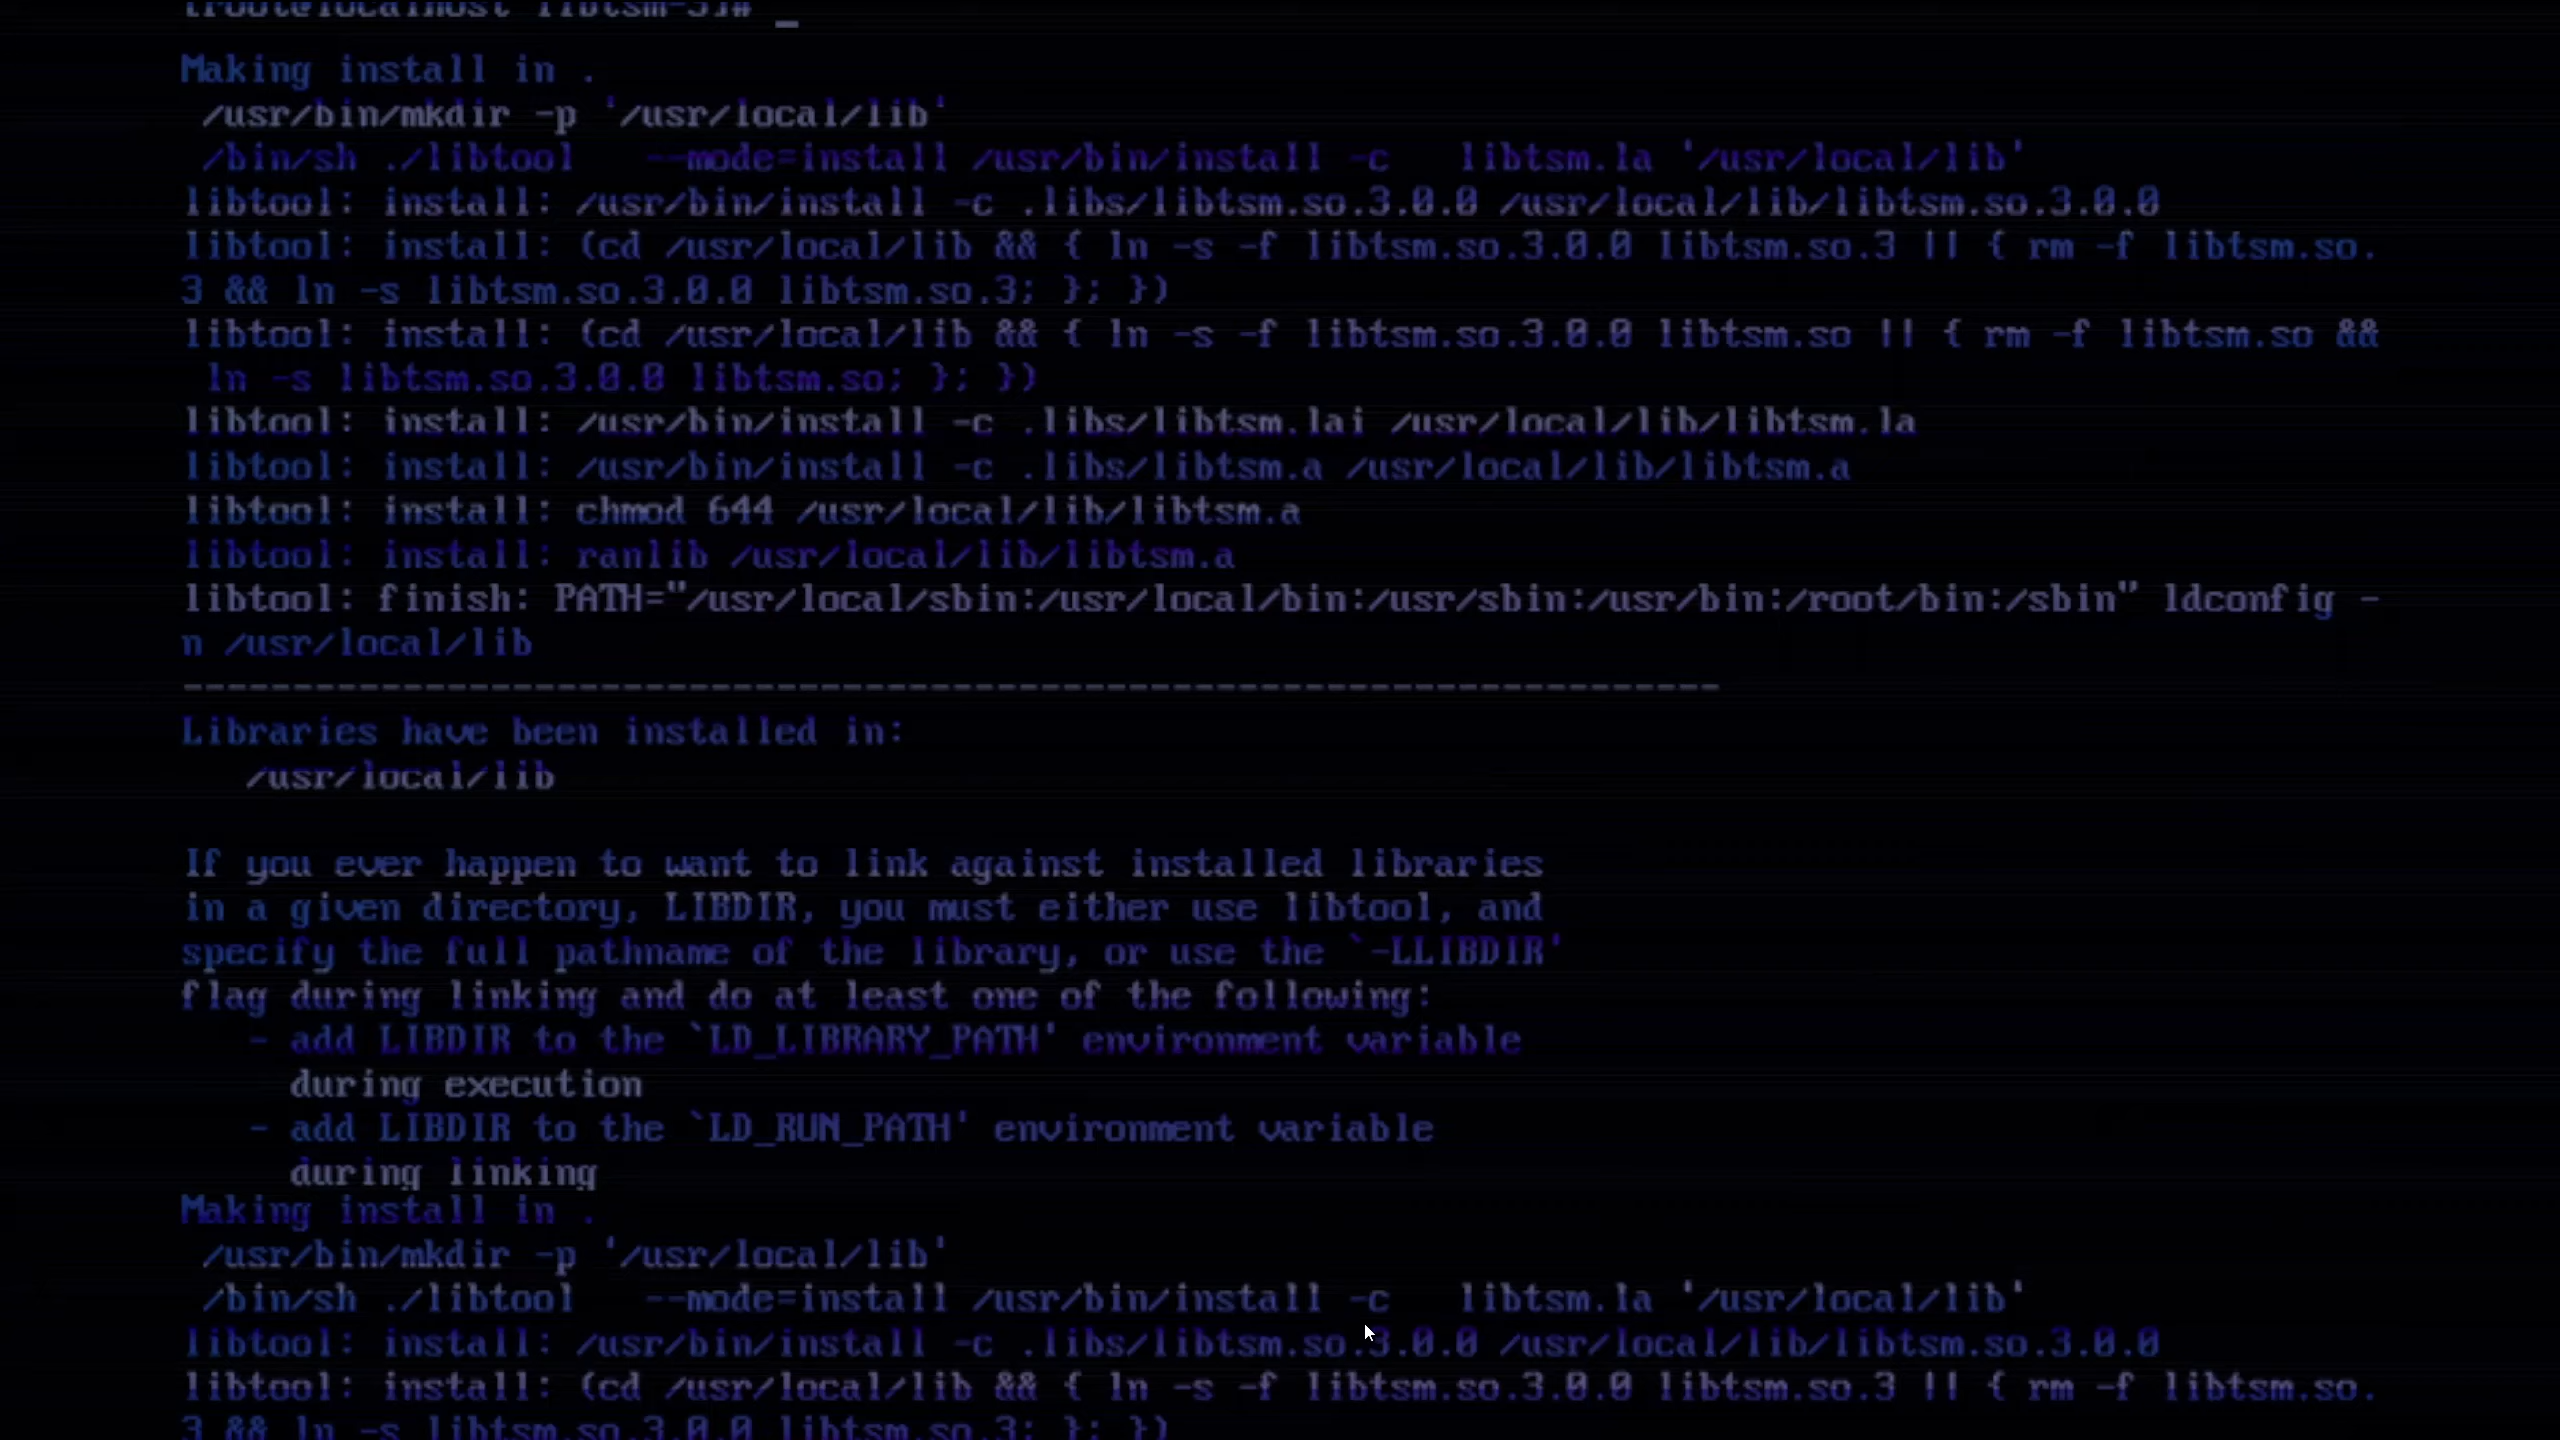 [root@localhost libtsm-3]# _
Making install in .
 /usr/bin/mkdir -p '/usr/local/lib'
 /bin/sh ./libtool   --mode=install /usr/bin/install -c   libtsm.la '/usr/local/lib'
libtool: install: /usr/bin/install -c .libs/libtsm.so.3.0.0 /usr/local/lib/libtsm.so.3.0.0
libtool: install: (cd /usr/local/lib && { ln -s -f libtsm.so.3.0.0 libtsm.so.3 || { rm -f libtsm.so.
3 && ln -s libtsm.so.3.0.0 libtsm.so.3; }; })
libtool: install: (cd /usr/local/lib && { ln -s -f libtsm.so.3.0.0 libtsm.so || { rm -f libtsm.so &&
 ln -s libtsm.so.3.0.0 libtsm.so; }; })
libtool: install: /usr/bin/install -c .libs/libtsm.lai /usr/local/lib/libtsm.la
libtool: install: /usr/bin/install -c .libs/libtsm.a /usr/local/lib/libtsm.a
libtool: install: chmod 644 /usr/local/lib/libtsm.a
libtool: install: ranlib /usr/local/lib/libtsm.a
libtool: finish: PATH="/usr/local/sbin:/usr/local/bin:/usr/sbin:/usr/bin:/root/bin:/sbin" ldconfig -
n /usr/local/lib
----------------------------------------------------------------------
Libraries have been installed in:
   /usr/local/lib
If you ever happen to want to link against installed libraries
in a given directory, LIBDIR, you must either use libtool, and
specify the full pathname of the library, or use the `-LLIBDIR'
flag during linking and do at least one of the following:
   - add LIBDIR to the `LD_LIBRARY_PATH' environment variable
     during execution
   - add LIBDIR to the `LD_RUN_PATH' environment variable
     during linking
Making install in .
 /usr/bin/mkdir -p '/usr/local/lib'
 /bin/sh ./libtool   --mode=install /usr/bin/install -c   libtsm.la '/usr/local/lib'
libtool: install: /usr/bin/install -c .libs/libtsm.so.3.0.0 /usr/local/lib/libtsm.so.3.0.0
libtool: install: (cd /usr/local/lib && { ln -s -f libtsm.so.3.0.0 libtsm.so.3 || { rm -f libtsm.so.
3 && ln -s libtsm.so.3.0.0 libtsm.so.3; }; })